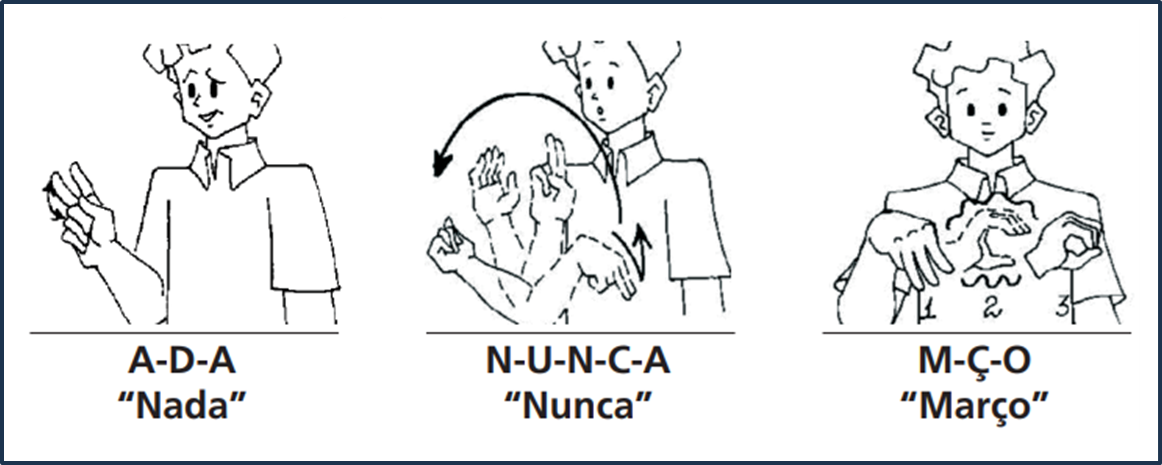 1 2 3
A-D-A
“Nada”
N-U-N-C-A
“Nunca”
M-Ç-O
“Março”